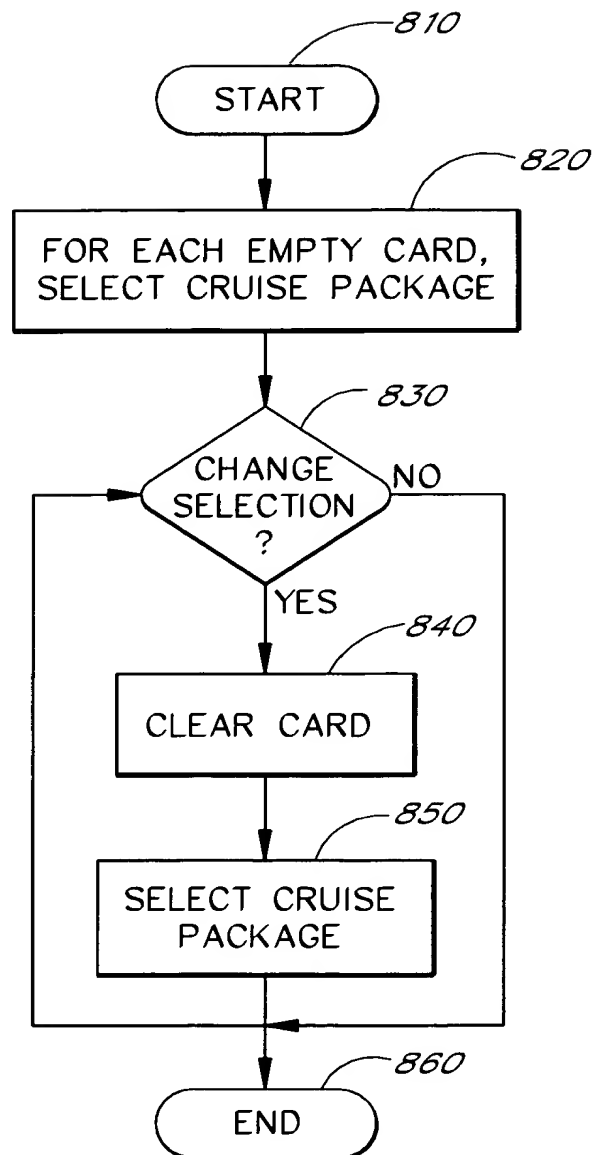 810
START
820
FOR EACH EMPTY CARD,
SELECT CRUISE PACKAGE
830
CHANGE
SELECTION
?
NO
YES
840
CLEAR CARD
850
SELECT CRUISE
PACKAGE
860
END